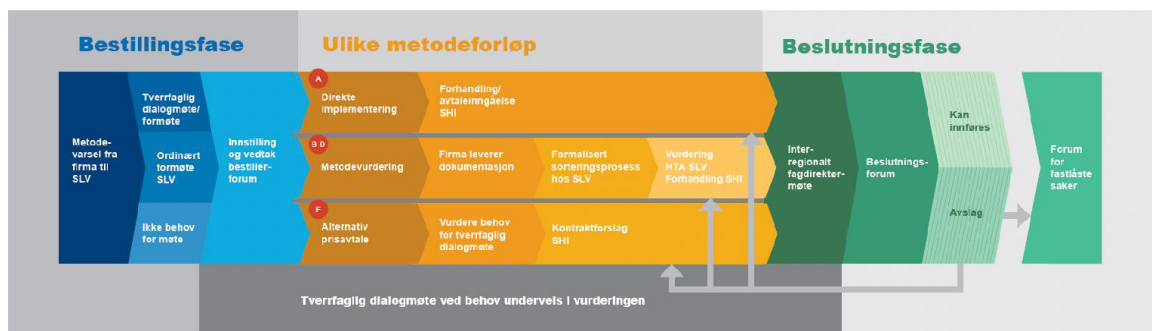 Bestillingsfase
Ulike metodeforløp
Beslutningsfase
Metode-
varsel fra
firma til
SLV
Tverrfaglig
dialogmøte/
formøte
Ordinært
formøte
SLV
Ikke behov
for møte
Innstilling
og vedtak
bestiller-
forum
A
Direkte
implementering
Forhandling/
avtaleinngåelse
SHI
B D
Metodevurdering
Firma leverer
dokumentasjon
Formalisert
sorteringsprosess
hos SLV
Vurdering
HTA SLV
Forhandling SHI
F
Alternativ
prisavtale
Vurdere behov
for tverrfaglig
dialogmøte
Kontraktforslag
SHI
Inter-
regionalt
fagdirektør-
møte
Beslutnings-
forum
Kan
innføres
Avslag
Forum
for
fastlåste
saker
Tverrfaglig dialogmøte ved behov undervels i vurderingen